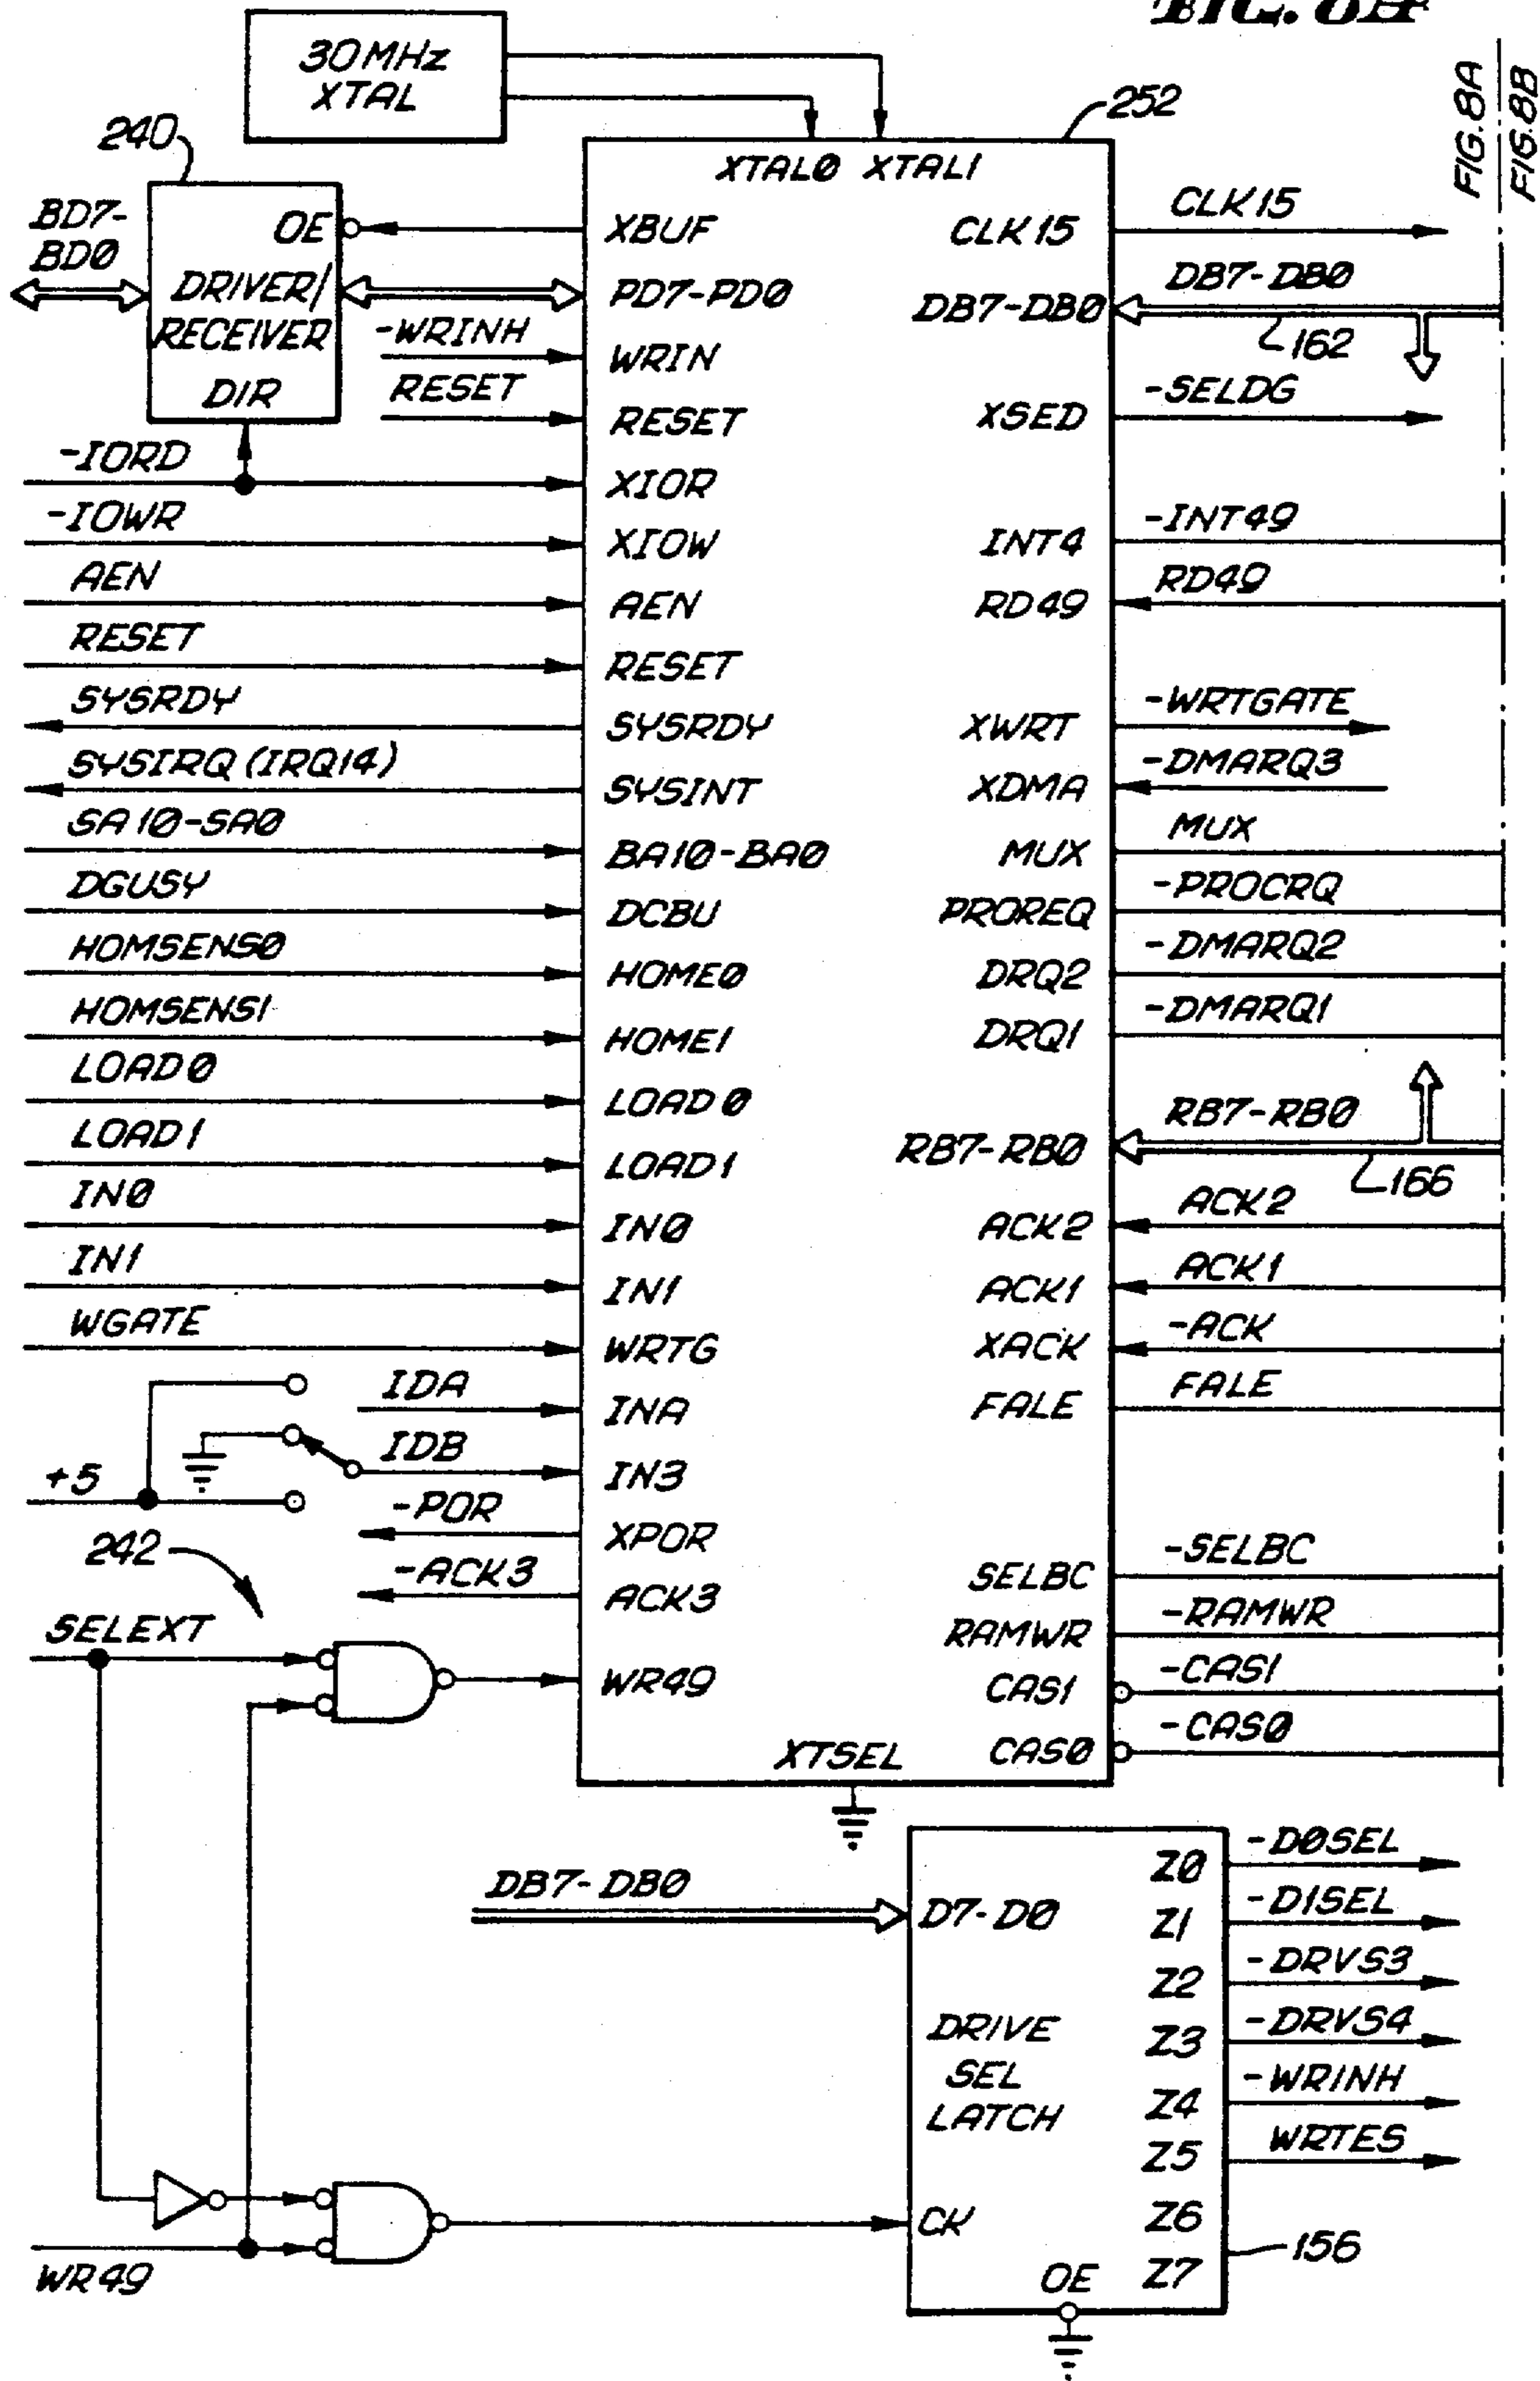 FIG. 8A
30MHz
XTAL
FIG. 8A
FIG. 8B
240
252
BD7-
BD0
OE
DRIVER/
RECEIVER
DIR
XTAL0 XTAL1
XBUF
PD7-PD0
-WRINH
WRIN
RESET
RESET
-IORD
XIOR
-IOWR
XIOW
AEN
AEN
RESET
RESET
SYSRDY
SYSRDY
SYSIRQ (IRQ14)
SYSINT
SA10-SA0
BA10-BA0
DGUSY
DCBU
HOMSENS0
HOME0
HOMSENS1
HOME1
LOAD0
LOAD0
LOAD1
LOAD1
IN0
IN0
IN1
IN1
WGATE
WRTG
IDA
INA
IDB
IN3
+5
-POR
XPOR
242
-ACK3
ACK3
SELEXT
WR49
XTSEL
CLK15
CLK15
DB7-DB0
DB7-DB0
162
XSED
-SELDG
INT4
-INT49
RD49
RD49
XWRT
-WRTGATE
XDMA
-DMARQ3
MUX
MUX
PROREQ
-PROCRQ
DRQ2
-DMARQ2
DRQ1
-DMARQ1
RB7-RB0
RB7-RB0
166
ACK2
ACK2
ACK1
ACK1
XACK
-ACK
FALE
FALE
SELBC
-SELBC
RAMWR
-RAMWR
CAS1
-CAS1
CAS0
-CAS0
DB7-DB0
D7-D0
DRIVE
SEL
LATCH
Z0
-D0SEL
Z1
-D1SEL
Z2
-DRVS3
Z3
-DRVS4
Z4
-WRINH
Z5
WRTES
Z6
Z7
CK
OE
156
WR49